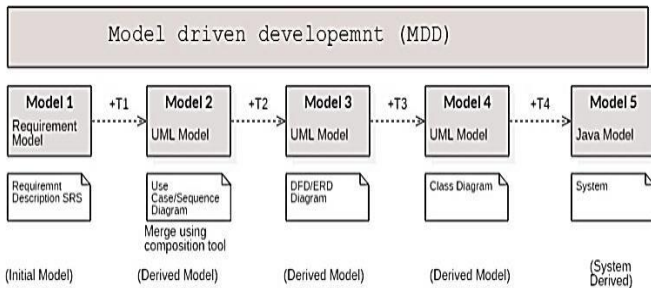 Model driven developemnt (MDD)
Model 1
Requirement
Model
+T1
Model 2
UML Model
+T2
Model 3
UML Model
+T3
Model 4
UML Model
+T4
Model 5
Java Model
Requiremnt
Description SRS
Use
Case/Sequence
Diagram
DFD/ERD
Diagram
Class Diagram
System
Merge using
composition tool
(Initial Model)
(Derived Model)
(Derived Model)
(Derived Model)
(System
Derived)